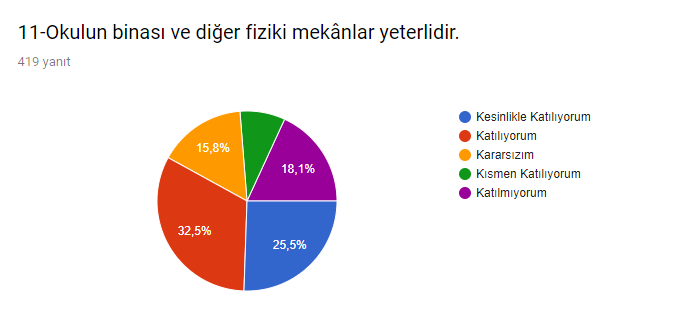 11-Okulun binası ve diğer fiziki mekânlar yeterlidir.
419 yanıt
Kesinlikle Katılıyorum
Katılıyorum
Kararsızım
Kısmen Katılıyorum
Katılmıyorum
15,8%
18,1%
32,5%
25,5%